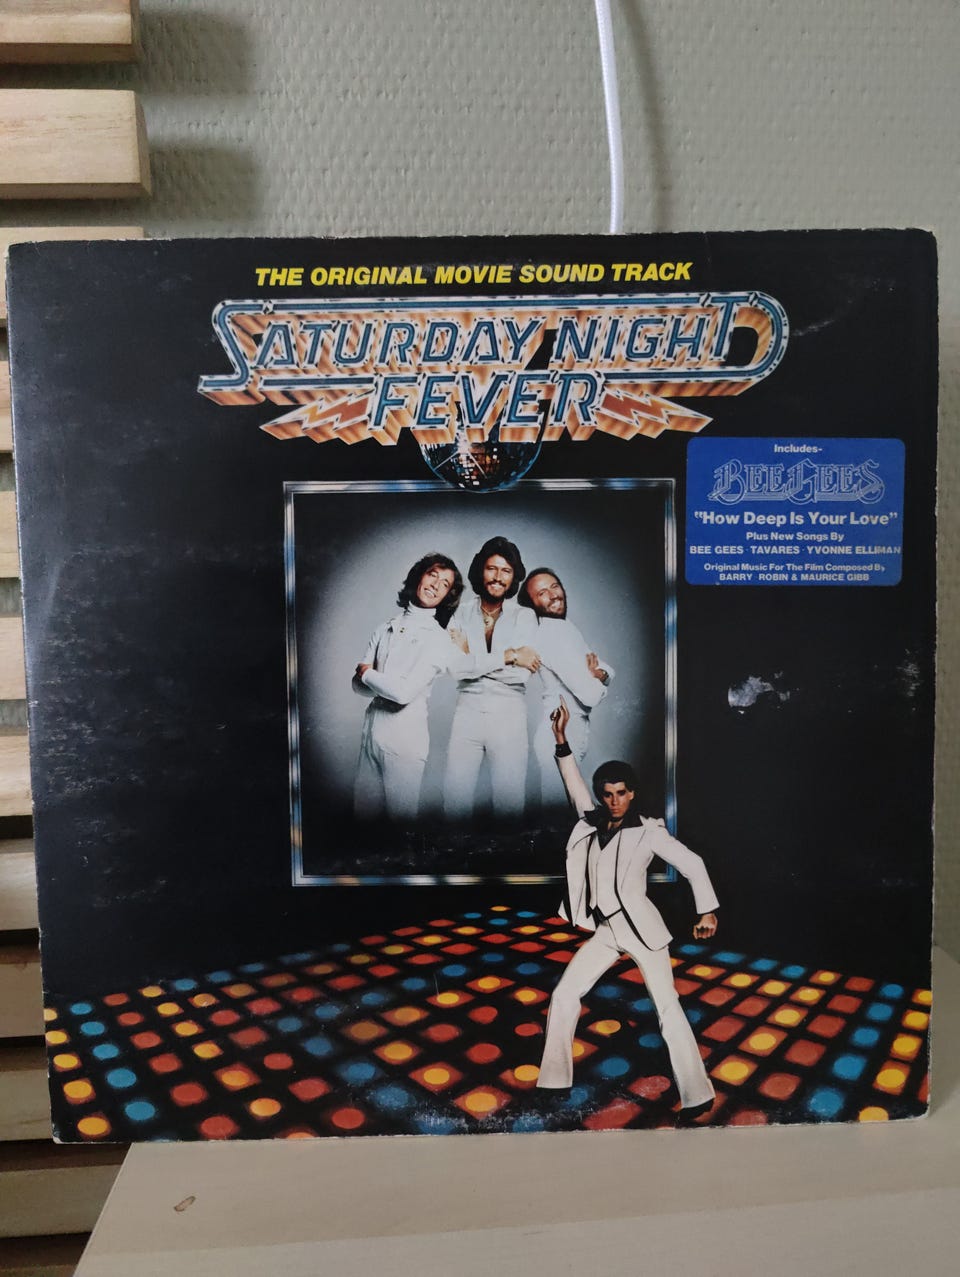 THE ORIGINAL MOVIE SOUND TRACK
SATURDAY NIGHT
FEVER
Includes-
BEE GEES
"How Deep Is Your Love"
Plus New Songs By
BEE GEES · TAVARES · YVONNE ELLIMAN
Original Music For The Film Composed By
BARRY ROBIN & MAURICE GIBB